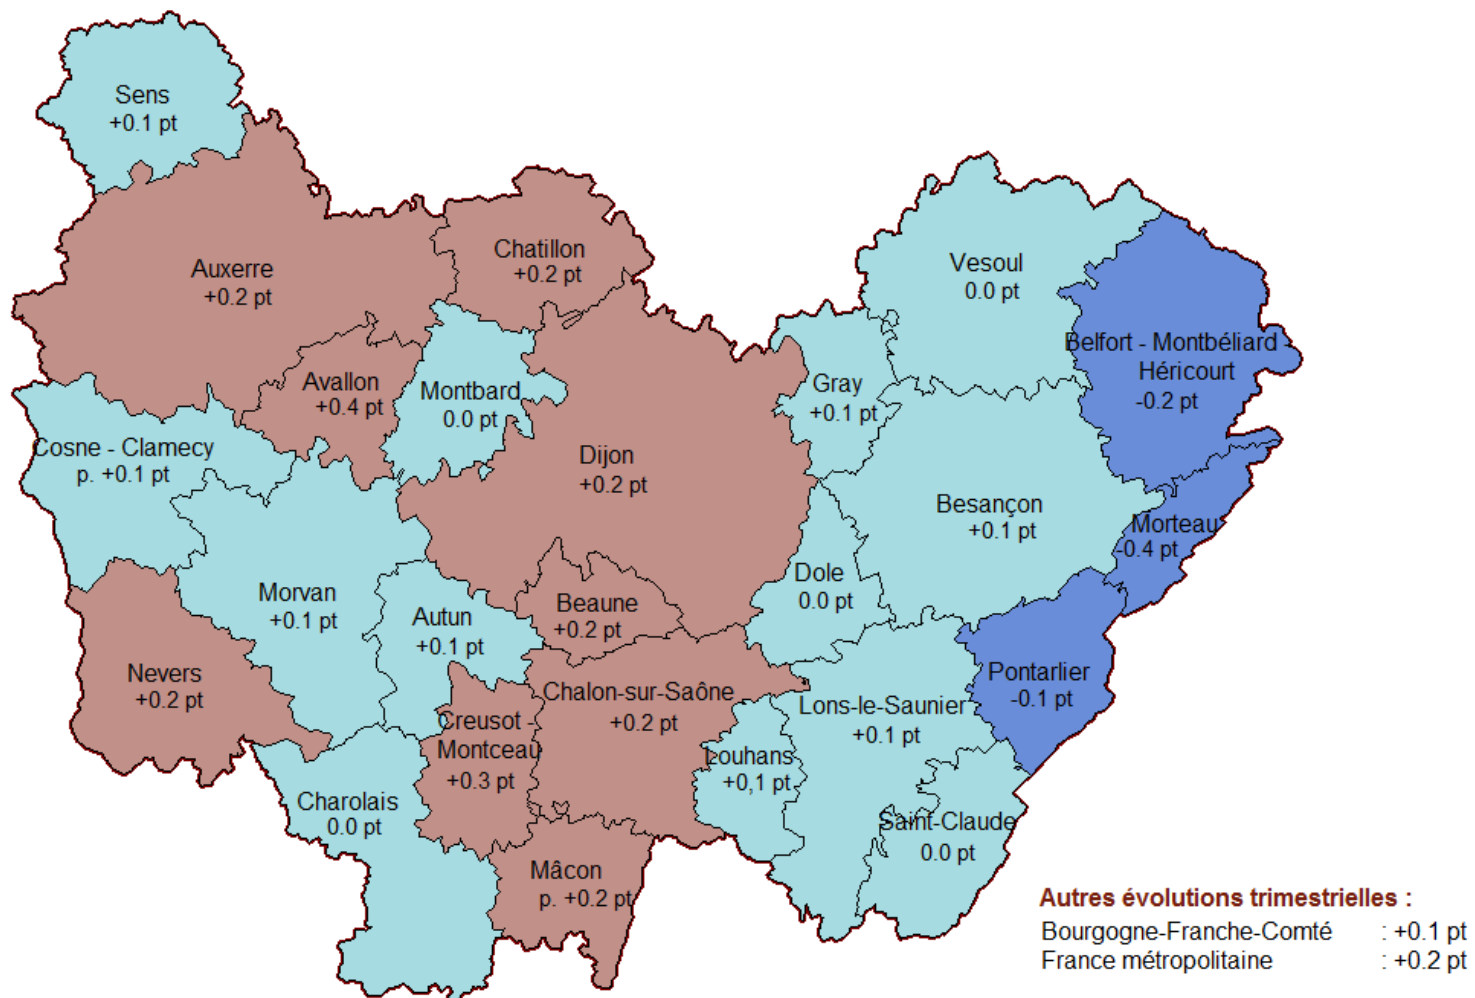 Sens
+0.1 pt
Auxerre
+0.2 pt
Chatillon
+0.2 pt
Vesoul
0.0 pt
Belfort - Montbéliard -
Héricourt
-0.2 pt
Avallon
+0.4 pt
Montbard
0.0 pt
Gray
+0.1 pt
Cosne - Clamecy
p. +0.1 pt
Dijon
+0.2 pt
Besançon
+0.1 pt
Morteau
-0.4 pt
Morvan
+0.1 pt
Autun
+0.1 pt
Beaune
+0.2 pt
Dole
0.0 pt
Nevers
+0.2 pt
Creusot -
Montceau
+0.3 pt
Chalon-sur-Saône
+0.2 pt
Louhans
+0,1 pt
Lons-le-Saunier
+0.1 pt
Pontarlier
-0.1 pt
Charolais
0.0 pt
Mâcon
p. +0.2 pt
Saint-Claude
0.0 pt
Autres évolutions trimestrielles :
Bourgogne-Franche-Comté : +0.1 pt
France métropolitaine : +0.2 pt